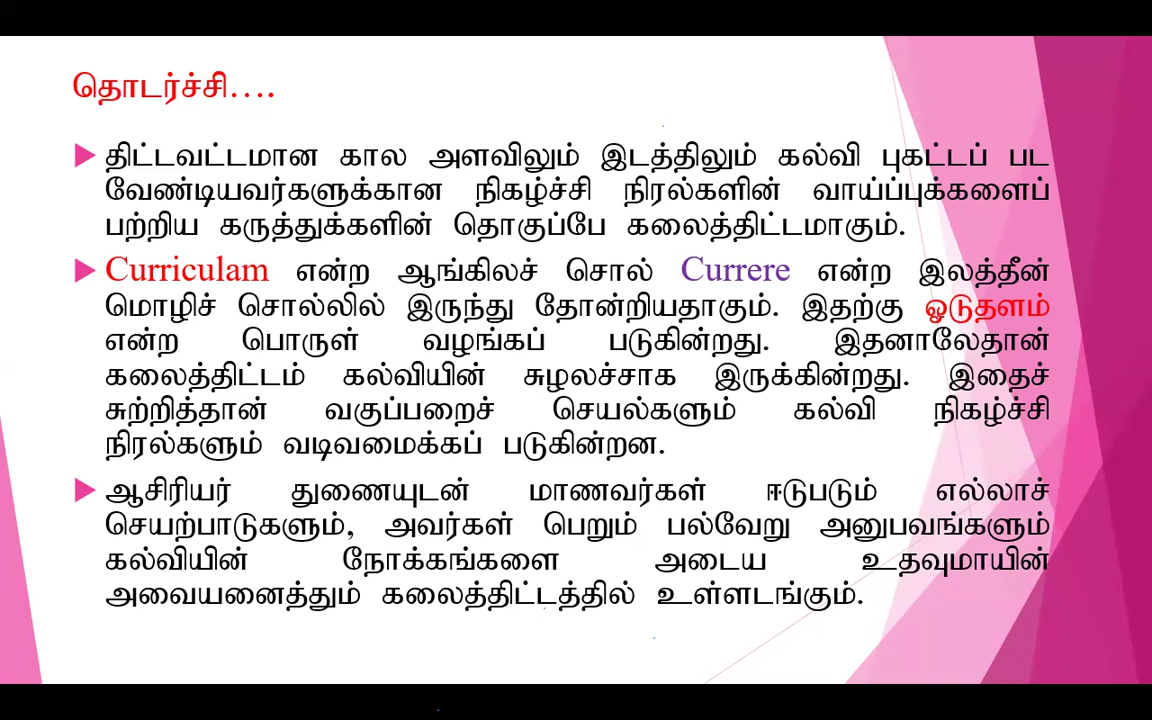 தொடர்ச்சி….
திட்டவட்டமான கால அளவிலும் இடத்திலும் கல்வி புகட்டப் பட
வேண்டியவர்களுக்கான நிகழ்ச்சி நிரல்களின் வாய்ப்புக்களைப்
பற்றிய கருத்துக்களின் தொகுப்பே கலைத்திட்டமாகும்.
Curriculam என்ற ஆங்கிலச் சொல் Currere என்ற இலத்தீன்
மொழிச் சொல்லில் இருந்து தோன்றியதாகும். இதற்கு ஓடுதளம்
என்ற பொருள் வழங்கப் படுகின்றது. இதனாலேதான்
கலைத்திட்டம் கல்வியின் சுழலச்சாக இருக்கின்றது. இதைச்
சுற்றித்தான் வகுப்பறைச் செயல்களும் கல்வி நிகழ்ச்சி
நிரல்களும் வடிவமைக்கப் படுகின்றன.
ஆசிரியர் துணையுடன் மாணவர்கள் ஈடுபடும் எல்லாச்
செயற்பாடுகளும், அவர்கள் பெறும் பல்வேறு அனுபவங்களும்
கல்வியின் நோக்கங்களை அடைய உதவுமாயின்
அவையனைத்தும் கலைத்திட்டத்தில் உள்ளடங்கும்.